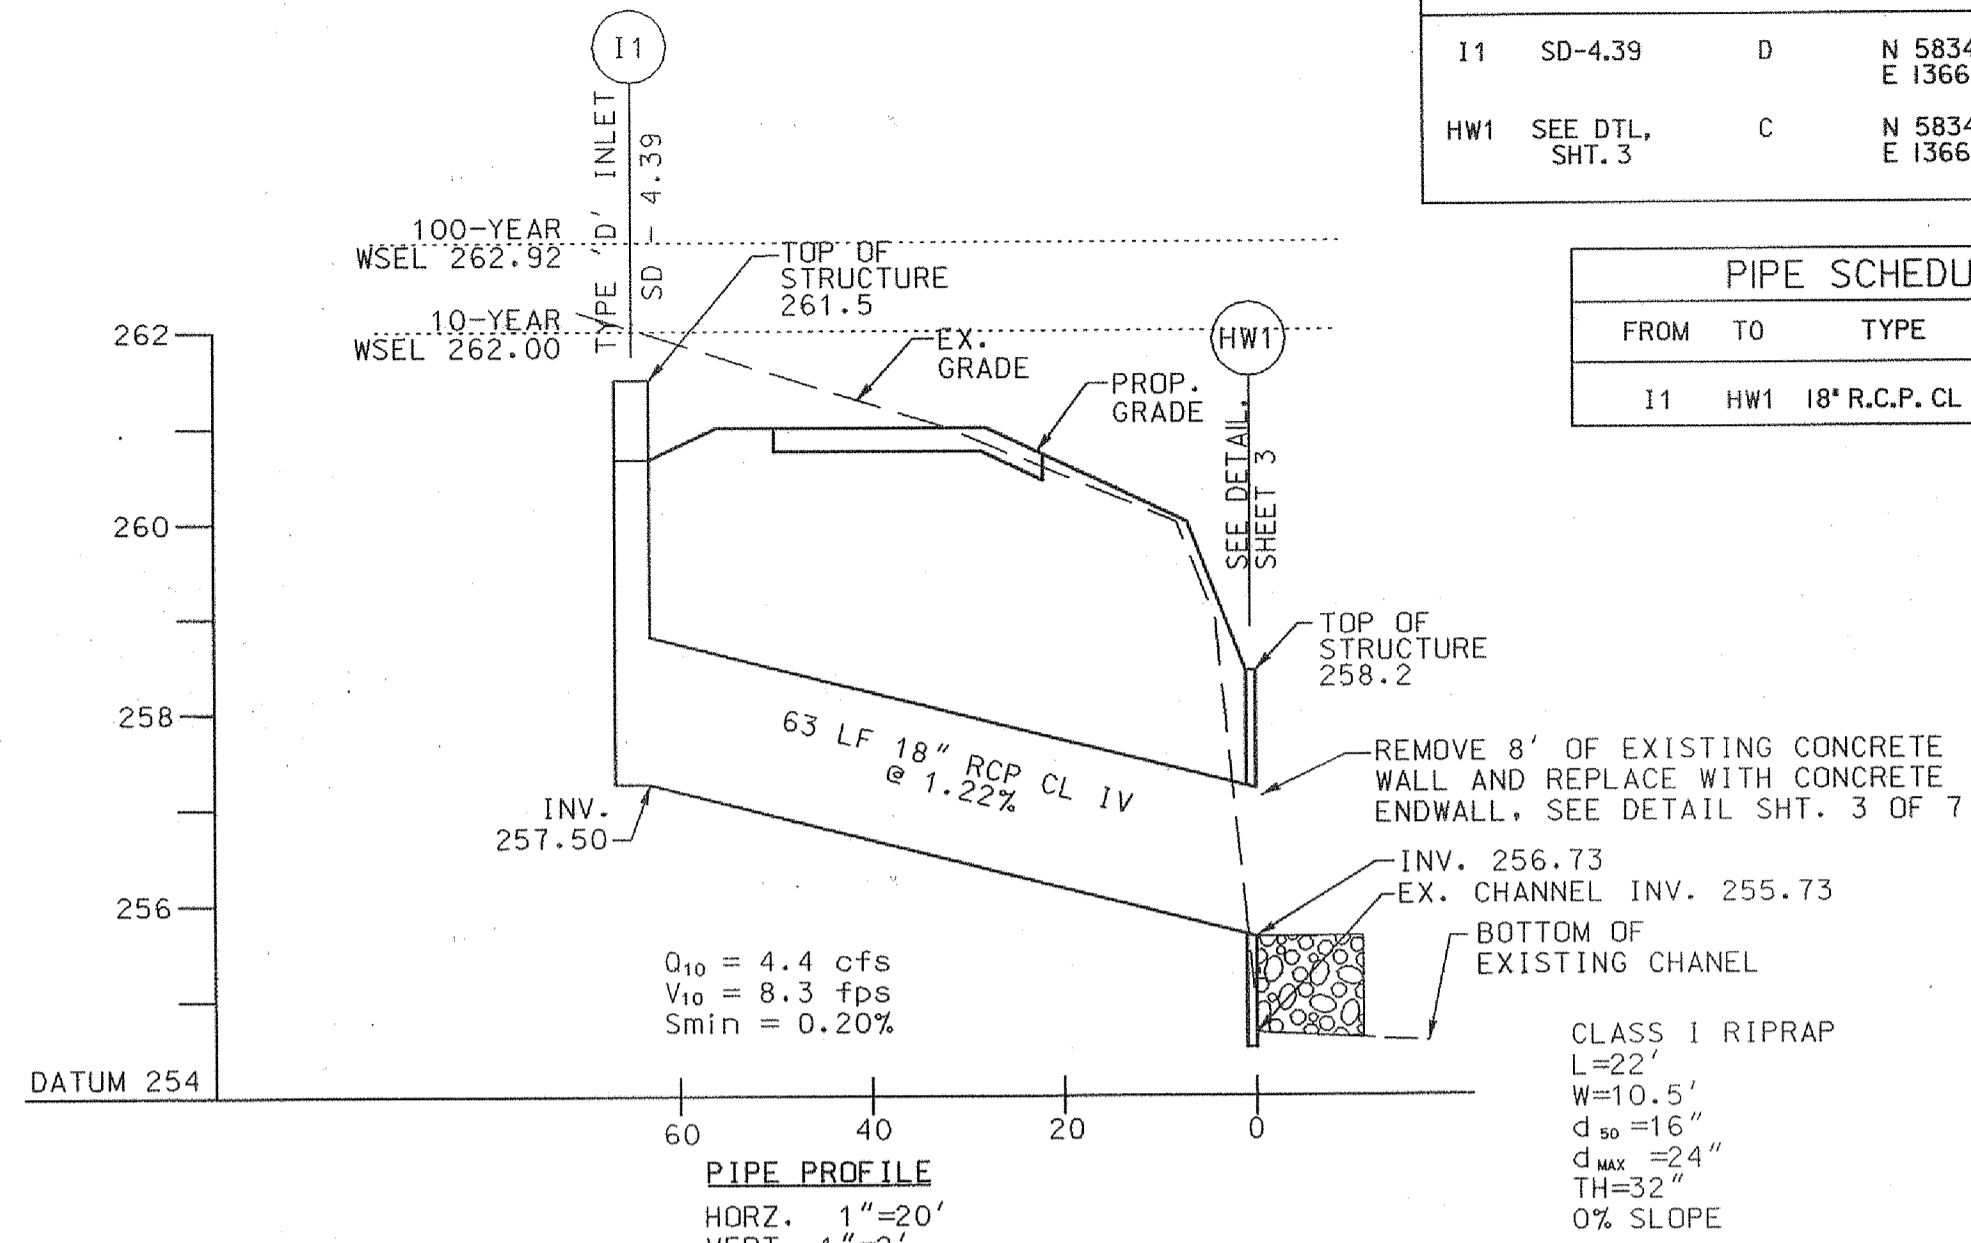 I1
TYPE 'D' INLET
SD - 4.39
100-YEAR
WSEL 262.92
10-YEAR
WSEL 262.00
TOP OF
STRUCTURE
261.5
EX.
GRADE
PROP.
GRADE
HW1
SEE DETAIL,
SHEET 3
I1 SD-4.39 D N 5834
E 1366
HW1 SEE DTL, C N 5834
SHT. 3 E 1366
PIPE SCHEDU
FROM TO TYPE
I1 HW1 18" R.C.P. CL
262
260
258
256
DATUM 254
TOP OF
STRUCTURE
258.2
63 LF 18" RCP CL IV
@ 1.22%
INV.
257.50
REMOVE 8' OF EXISTING CONCRETE
WALL AND REPLACE WITH CONCRETE
ENDWALL, SEE DETAIL SHT. 3 OF 7
INV. 256.73
EX. CHANNEL INV. 255.73
BOTTOM OF
EXISTING CHANEL
Q10 = 4.4 cfs
V10 = 8.3 fps
Smin = 0.20%
60 40 20 0
PIPE PROFILE
HORZ. 1"=20'
VERT. 1"=2'
CLASS I RIPRAP
L=22'
W=10.5'
d50 =16"
dMAX =24"
TH=32"
0% SLOPE